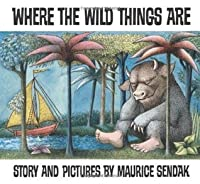 WHERE THE WILD THINGS ARE
STORY AND PICTURES BY MAURICE SENDAK